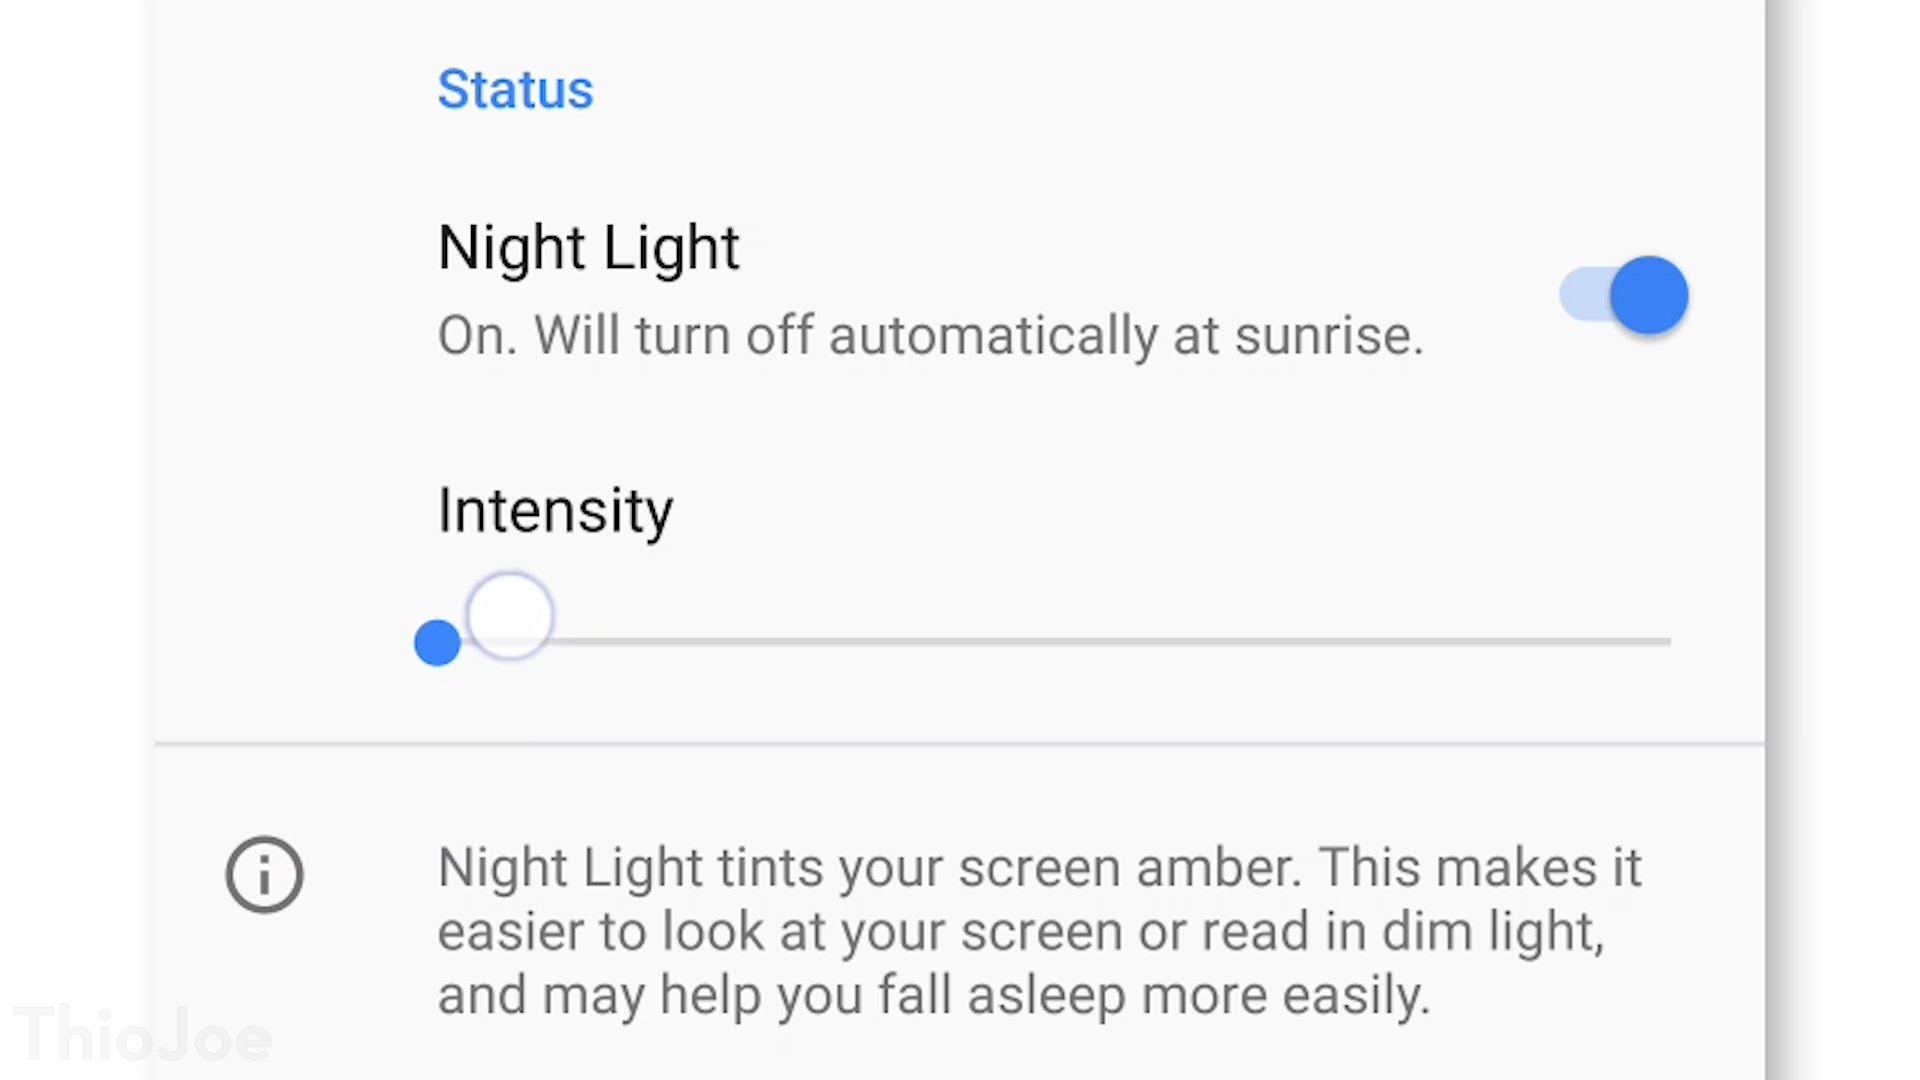 Status
Night Light
On. Will turn off automatically at sunrise.
Intensity
Night Light tints your screen amber. This makes it
easier to look at your screen or read in dim light,
and may help you fall asleep more easily.
ThioJoe